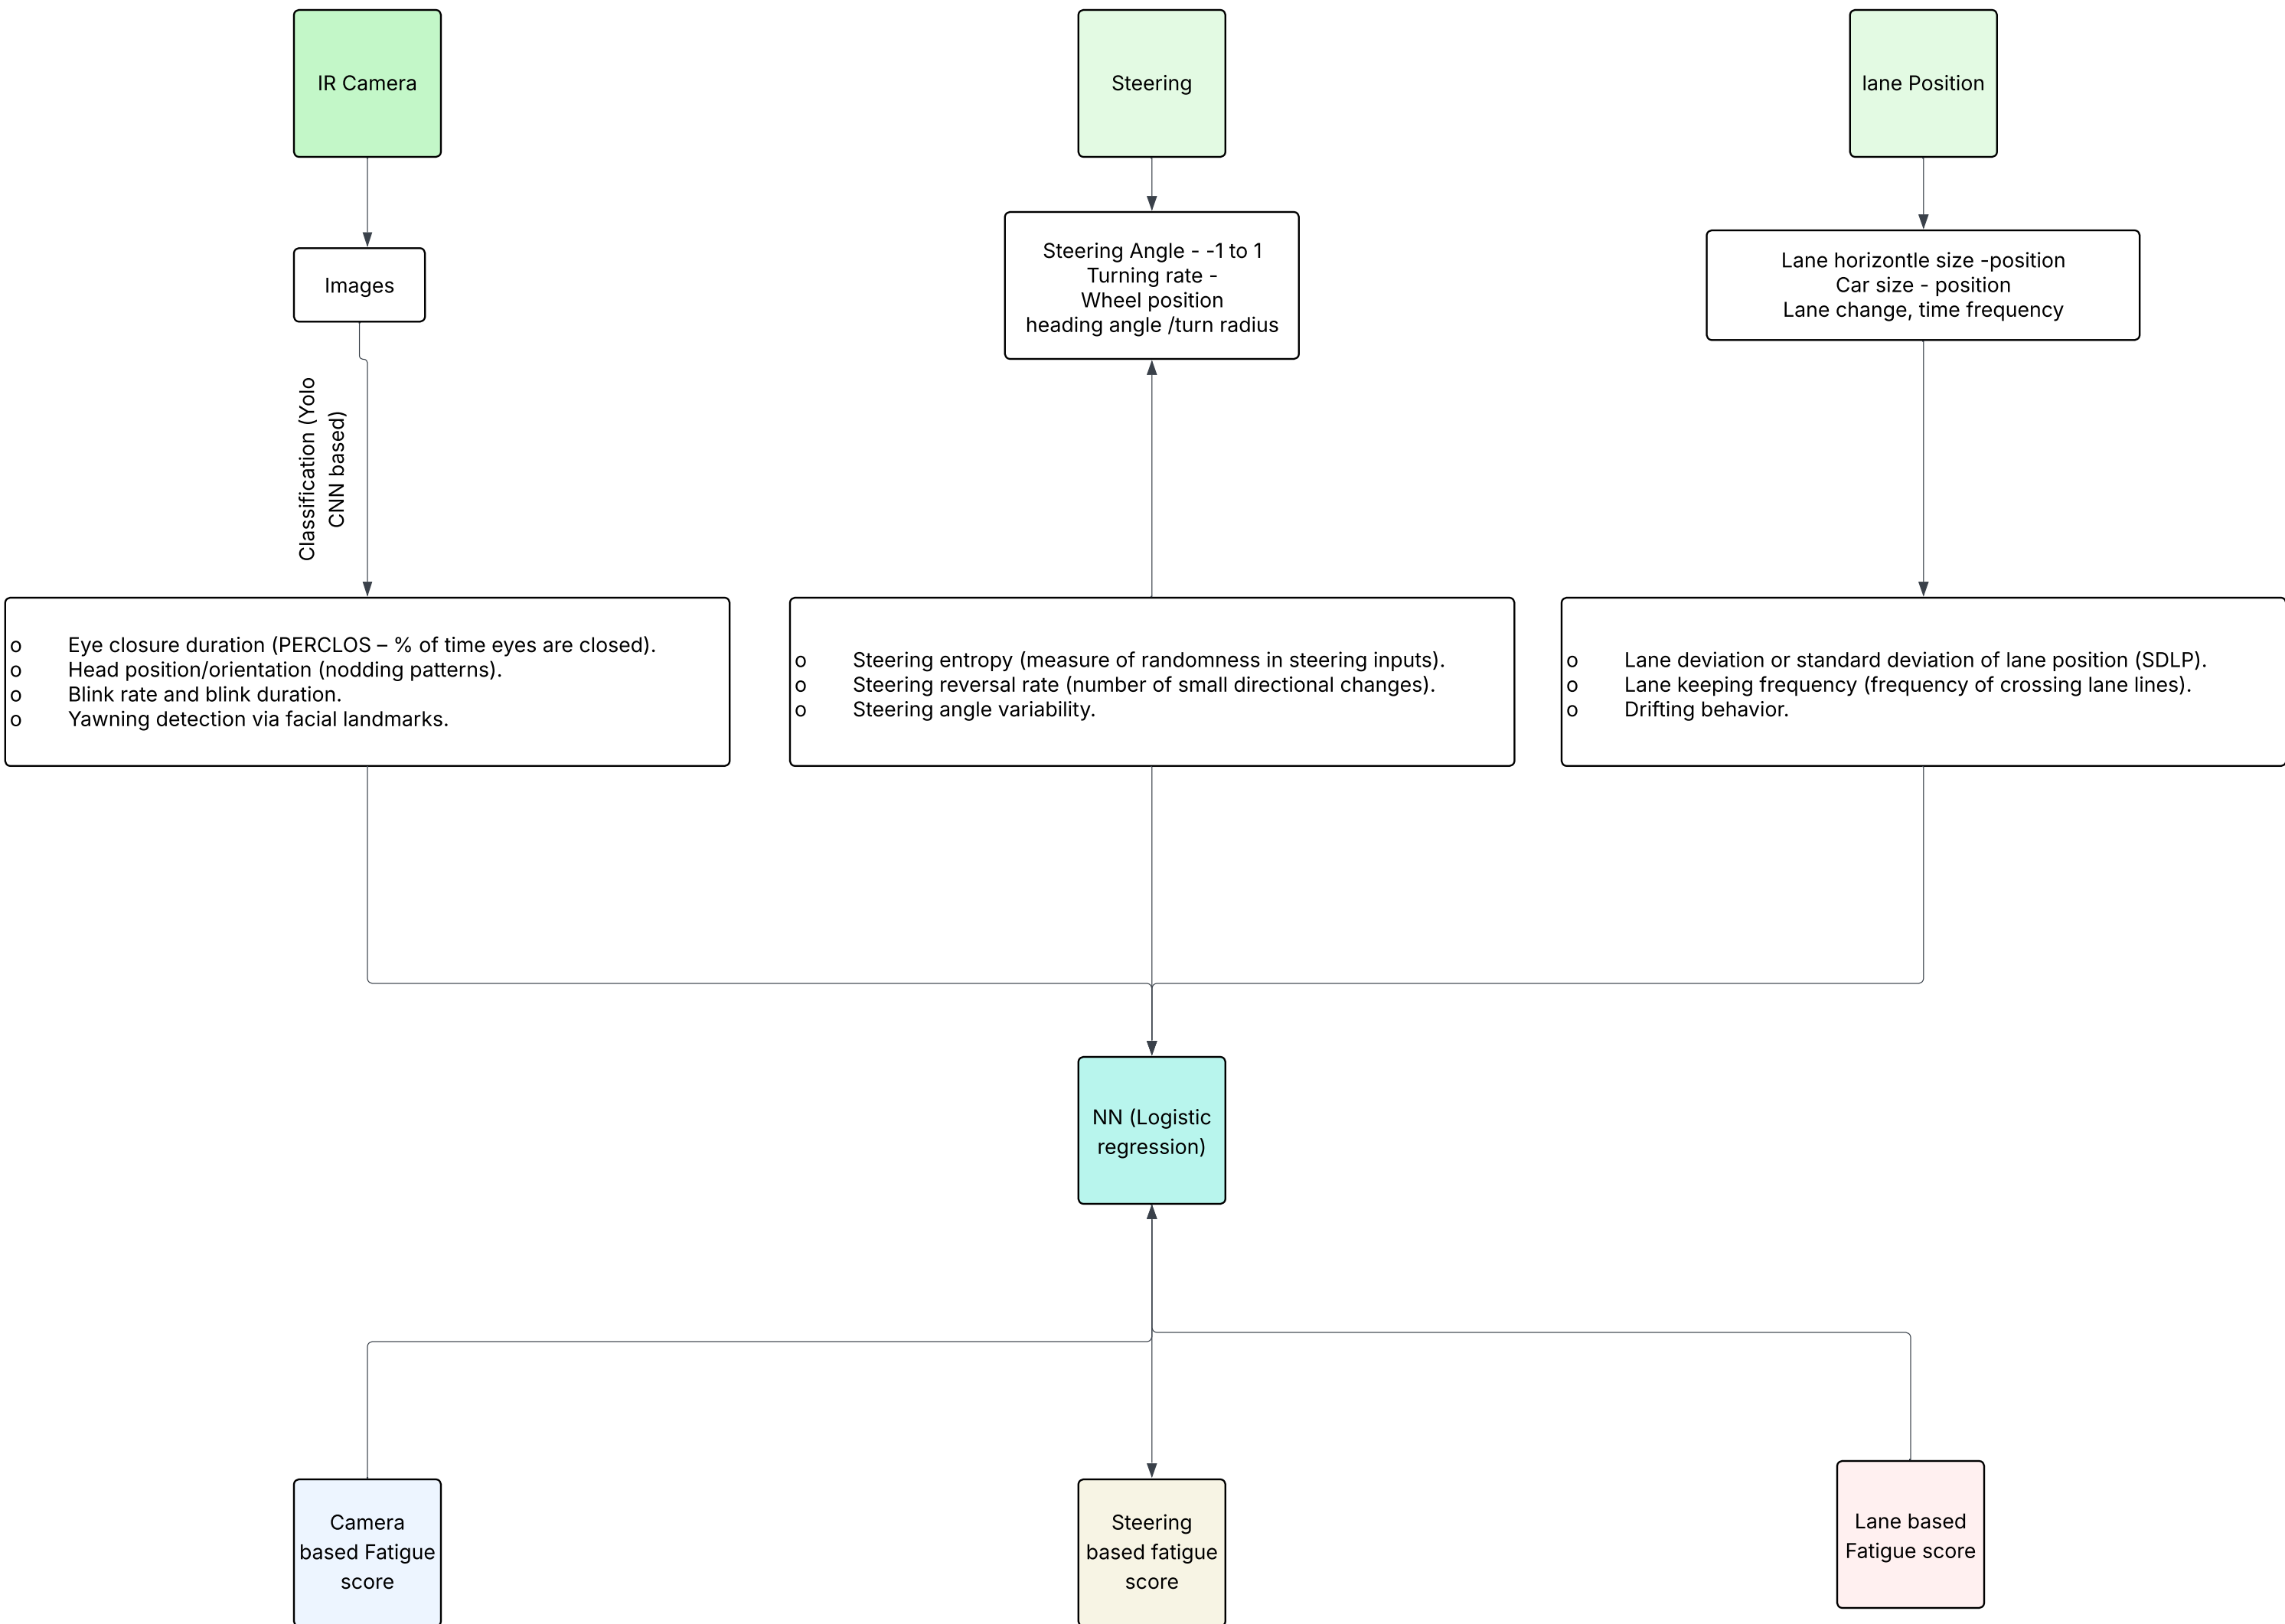 IR Camera
Steering
lane Position
Images
Steering Angle - -1 to 1
Turning rate -
Wheel position
heading angle /turn radius
Lane horizontle size -position
Car size - position
Lane change, time frequency
Classification (Yolo
CNN based)
o Eye closure duration (PERCLOS – % of time eyes are closed).
o Head position/orientation (nodding patterns).
o Blink rate and blink duration.
o Yawning detection via facial landmarks.
o Steering entropy (measure of randomness in steering inputs).
o Steering reversal rate (number of small directional changes).
o Steering angle variability.
o Lane deviation or standard deviation of lane position (SDLP).
o Lane keeping frequency (frequency of crossing lane lines).
o Drifting behavior.
NN (Logistic
regression)
Camera
based Fatigue
score
Steering
based fatigue
score
Lane based
Fatigue score